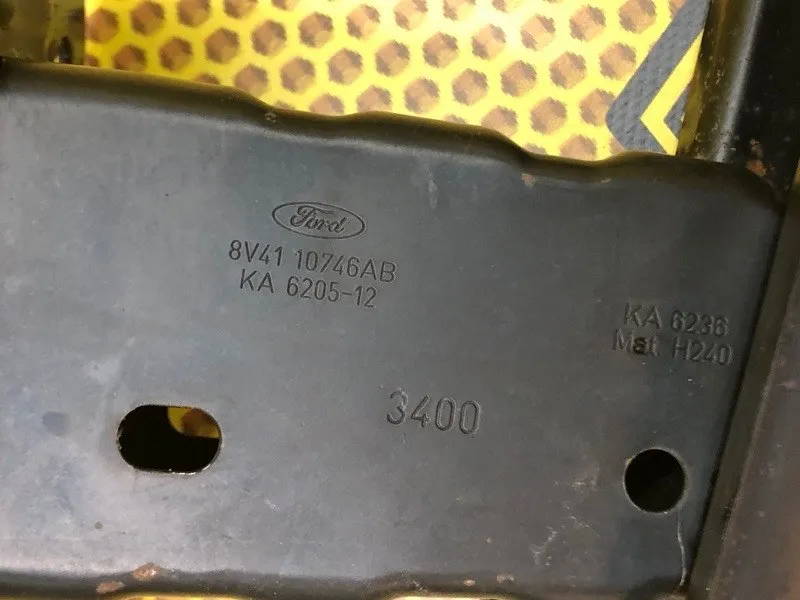 Ford
8V41 10746AB
KA 6205-12
KA 6236
Mat H240
3400